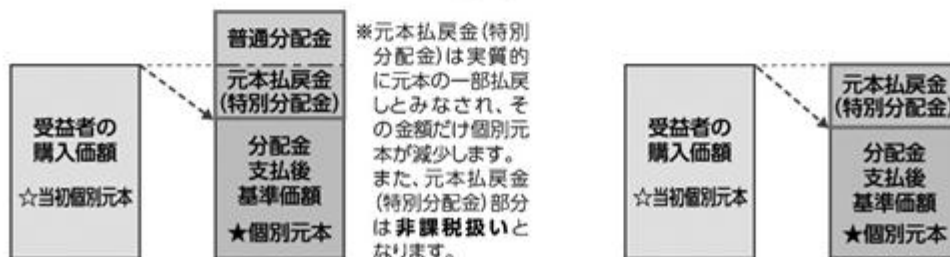 普通分配金
元本払戻金
(特別分配金)
受益者の
購入価額
☆当初個別元本
分配金
支払後
基準価額
★個別元本
※元本払戻金(特別
分配金)は実質的
に元本の一部払戻
しとみなされ、そ
の金額だけ個別元
本が減少します。
また、元本払戻金
(特別分配金)部分
は非課税扱いと
なります。
元本払戻金
(特別分配金)
受益者の
購入価額
☆当初個別元本
分配金
支払後
基準価額
★個別元本